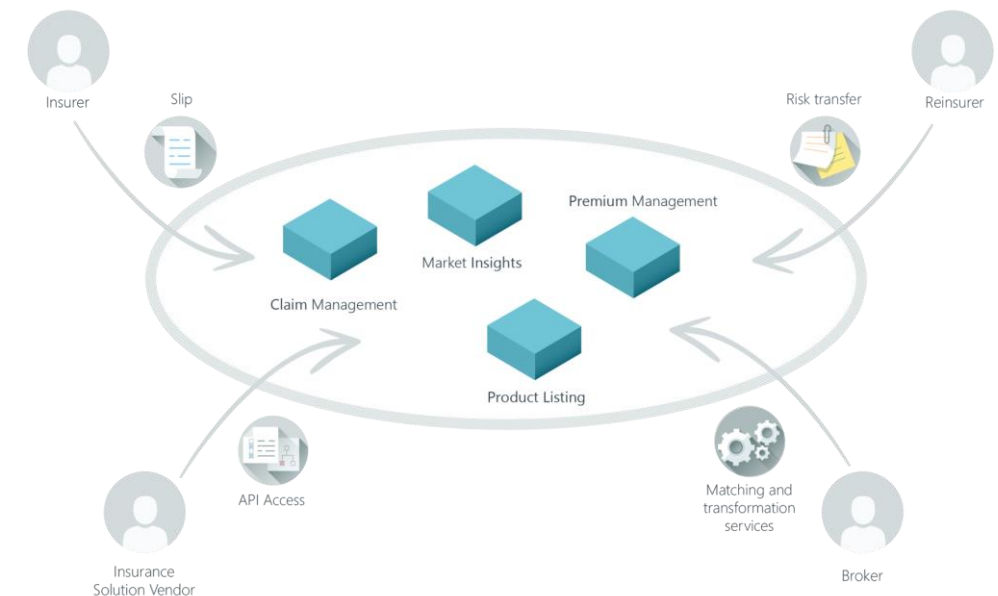 Insurer
Slip
Risk transfer
Reinsurer
Premium Management
Market Insights
Claim Management
Product Listing
API Access
Matching and
transformation
services
Insurance
Solution Vendor
Broker